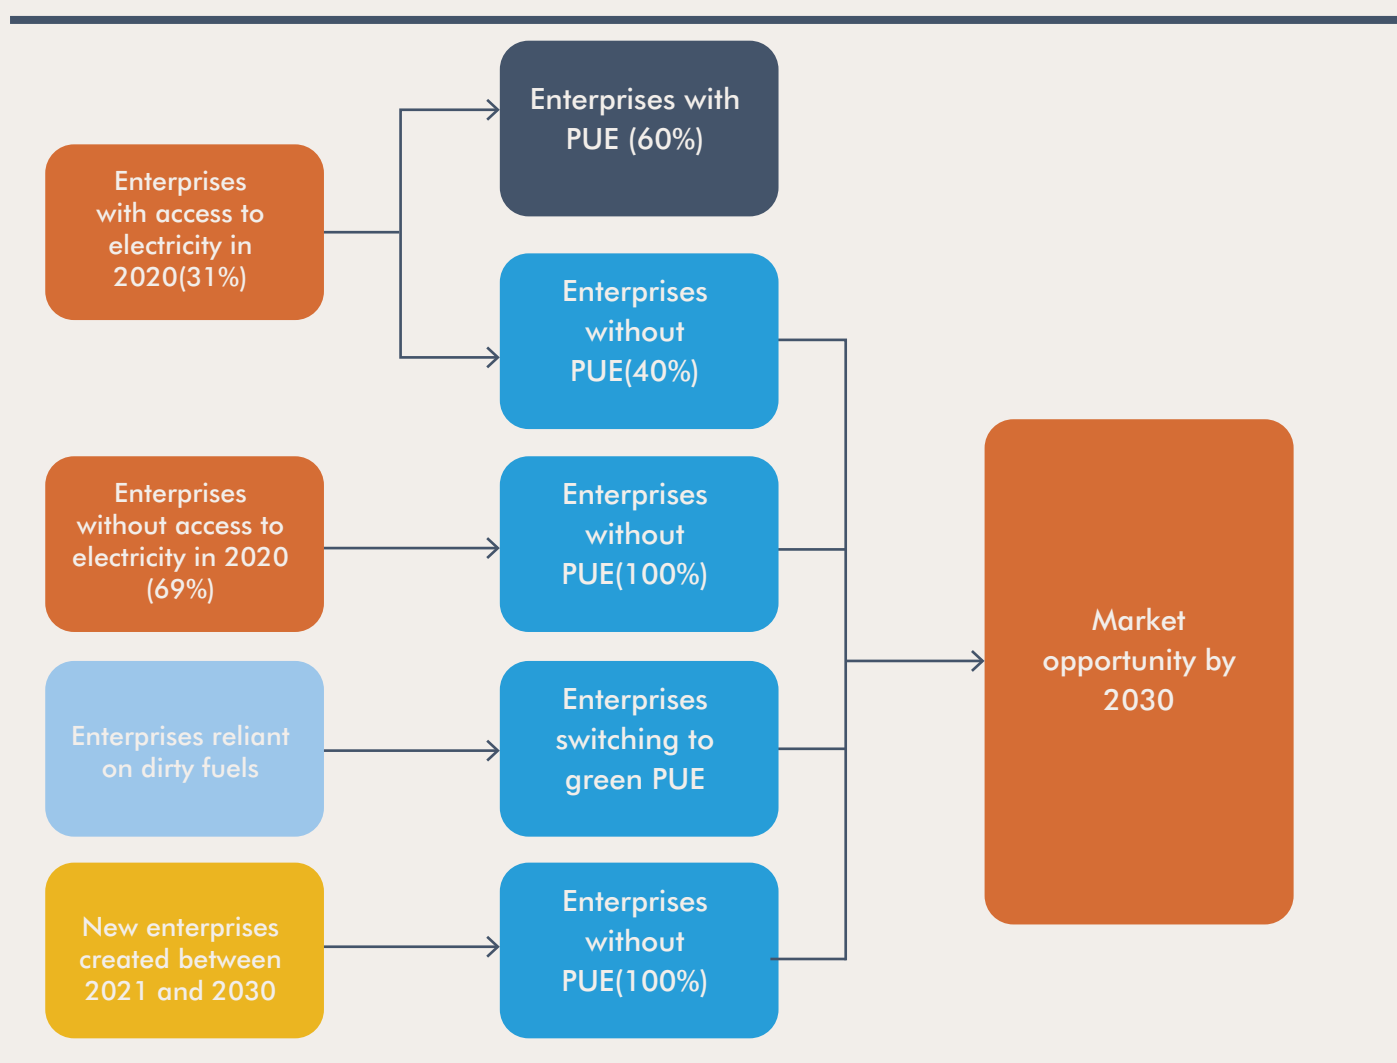 Enterprises with
PUE (60%)
Enterprises
with access to
electricity in
2020(31%)
Enterprises
without
PUE(40%)
Enterprises
without access to
electricity in 2020
(69%)
Enterprises
without
PUE(100%)
Market
opportunity by
2030
Enterprises reliant
on dirty fuels
Enterprises
switching to
green PUE
New enterprises
created between
2021 and 2030
Enterprises
without
PUE(100%)